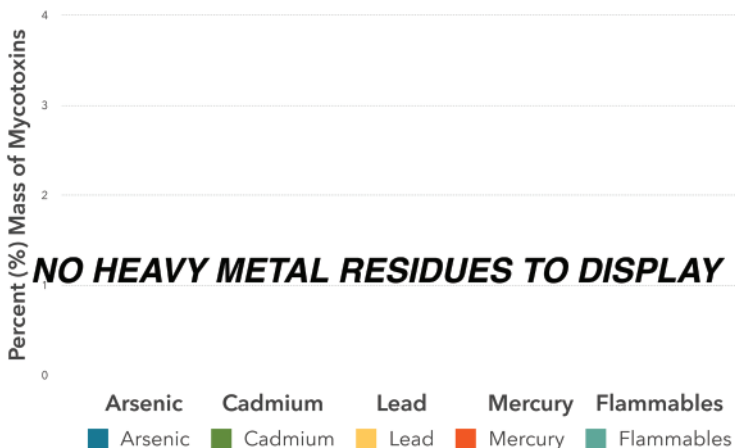 Percent (%) Mass of Mycotoxins
4
3
2
1
0
NO HEAVY METAL RESIDUES TO DISPLAY
Arsenic Cadmium Lead Mercury Flammables
Arsenic Cadmium Lead Mercury Flammables